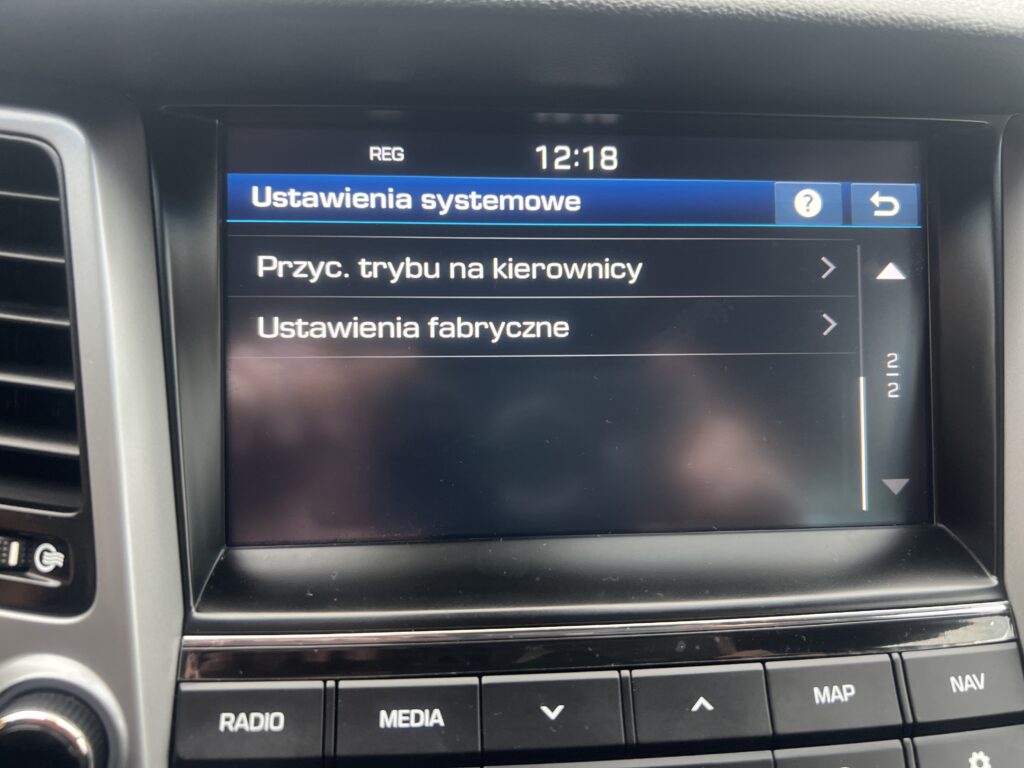 REG 12:18
Ustawienia systemowe ?
Przyc. trybu na kierownicy
Ustawienia fabryczne
2
2
RADIO MEDIA MAP NAV